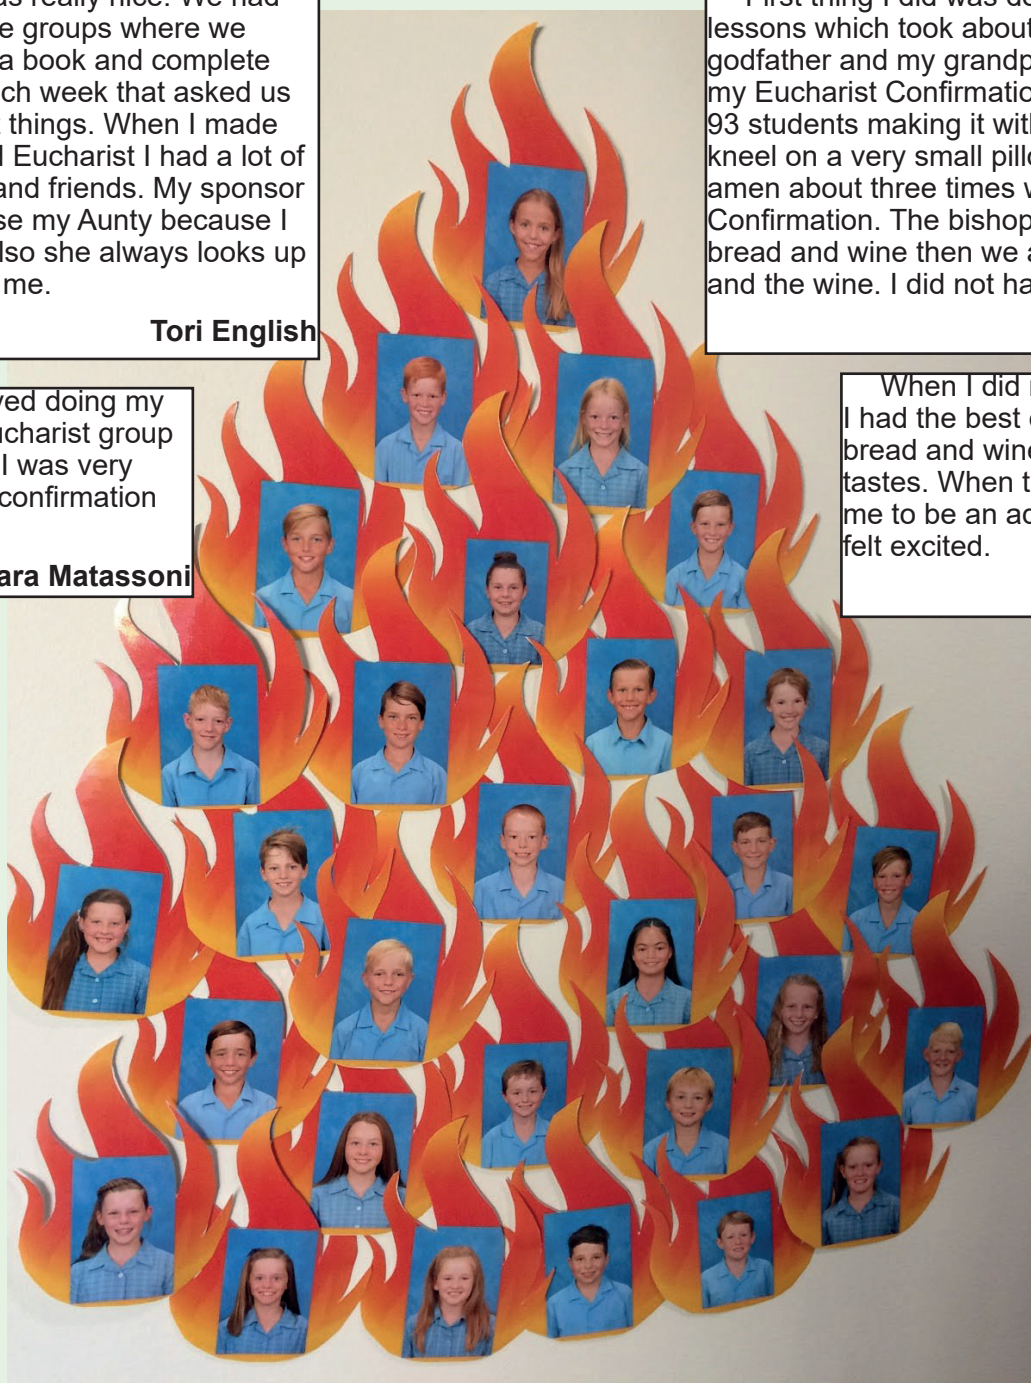 as really nice. We had
e groups where we
a book and complete
ch week that asked us
t things. When I made
l Eucharist I had a lot of
and friends. My sponsor
se my Aunty because I
lso she always looks up
me.
Tori English
First thing I did was
lessons which took about
godfather and my grandp
my Eucharist Confirmatio
93 students making it with
kneel on a very small pillo
amen about three times w
Confirmation. The bishop
bread and wine then we a
and the wine. I did not ha
yed doing my
ucharist group
I was very
confirmation
ara Matassoni
When I did
I had the best
bread and wine
tastes. When t
me to be an ac
felt excited.